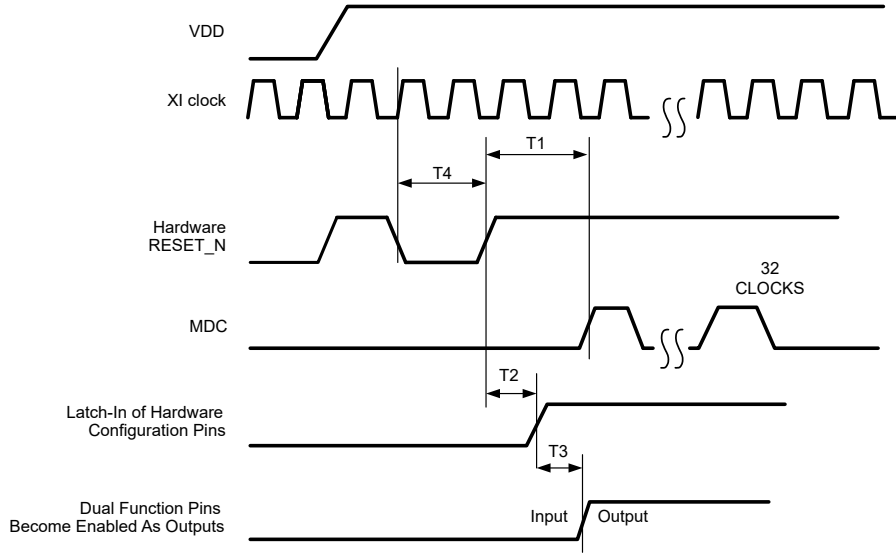 VDD
XI clock
T1
T4
Hardware
RESET_N
32
CLOCKS
MDC
T2
Latch-In of Hardware
Configuration Pins
T3
Dual Function Pins
Become Enabled As Outputs
Input
Output